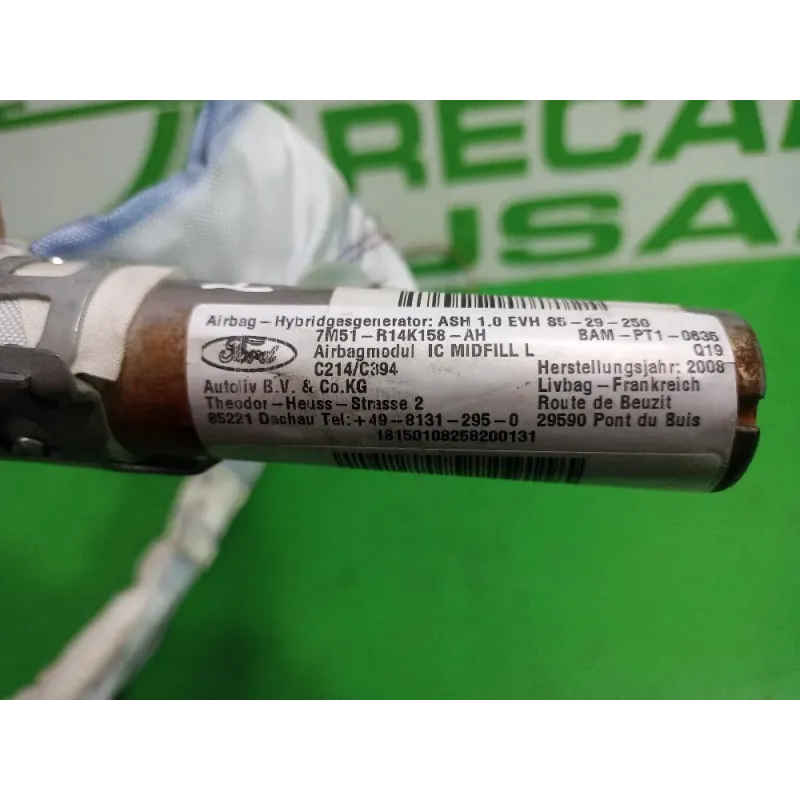 RECA
USA
Airbag-Hybridgasgenerator: ASH 1.0 EVH 85-29-250
7M51-R14K158-AH BAM-PT1-0635
Ford Airbagmodul IC MIDFILL L Q19
C214/C394 Herstellungsjahr: 2008
Autoliv B.V. & Co.KG Livbag-Frankreich
Theodor-Heuss-Strasse 2 Route de Beuzit
85221 Dachau Tel:+49-8131-295-0 29590 Pont du Buis
18150108258200131